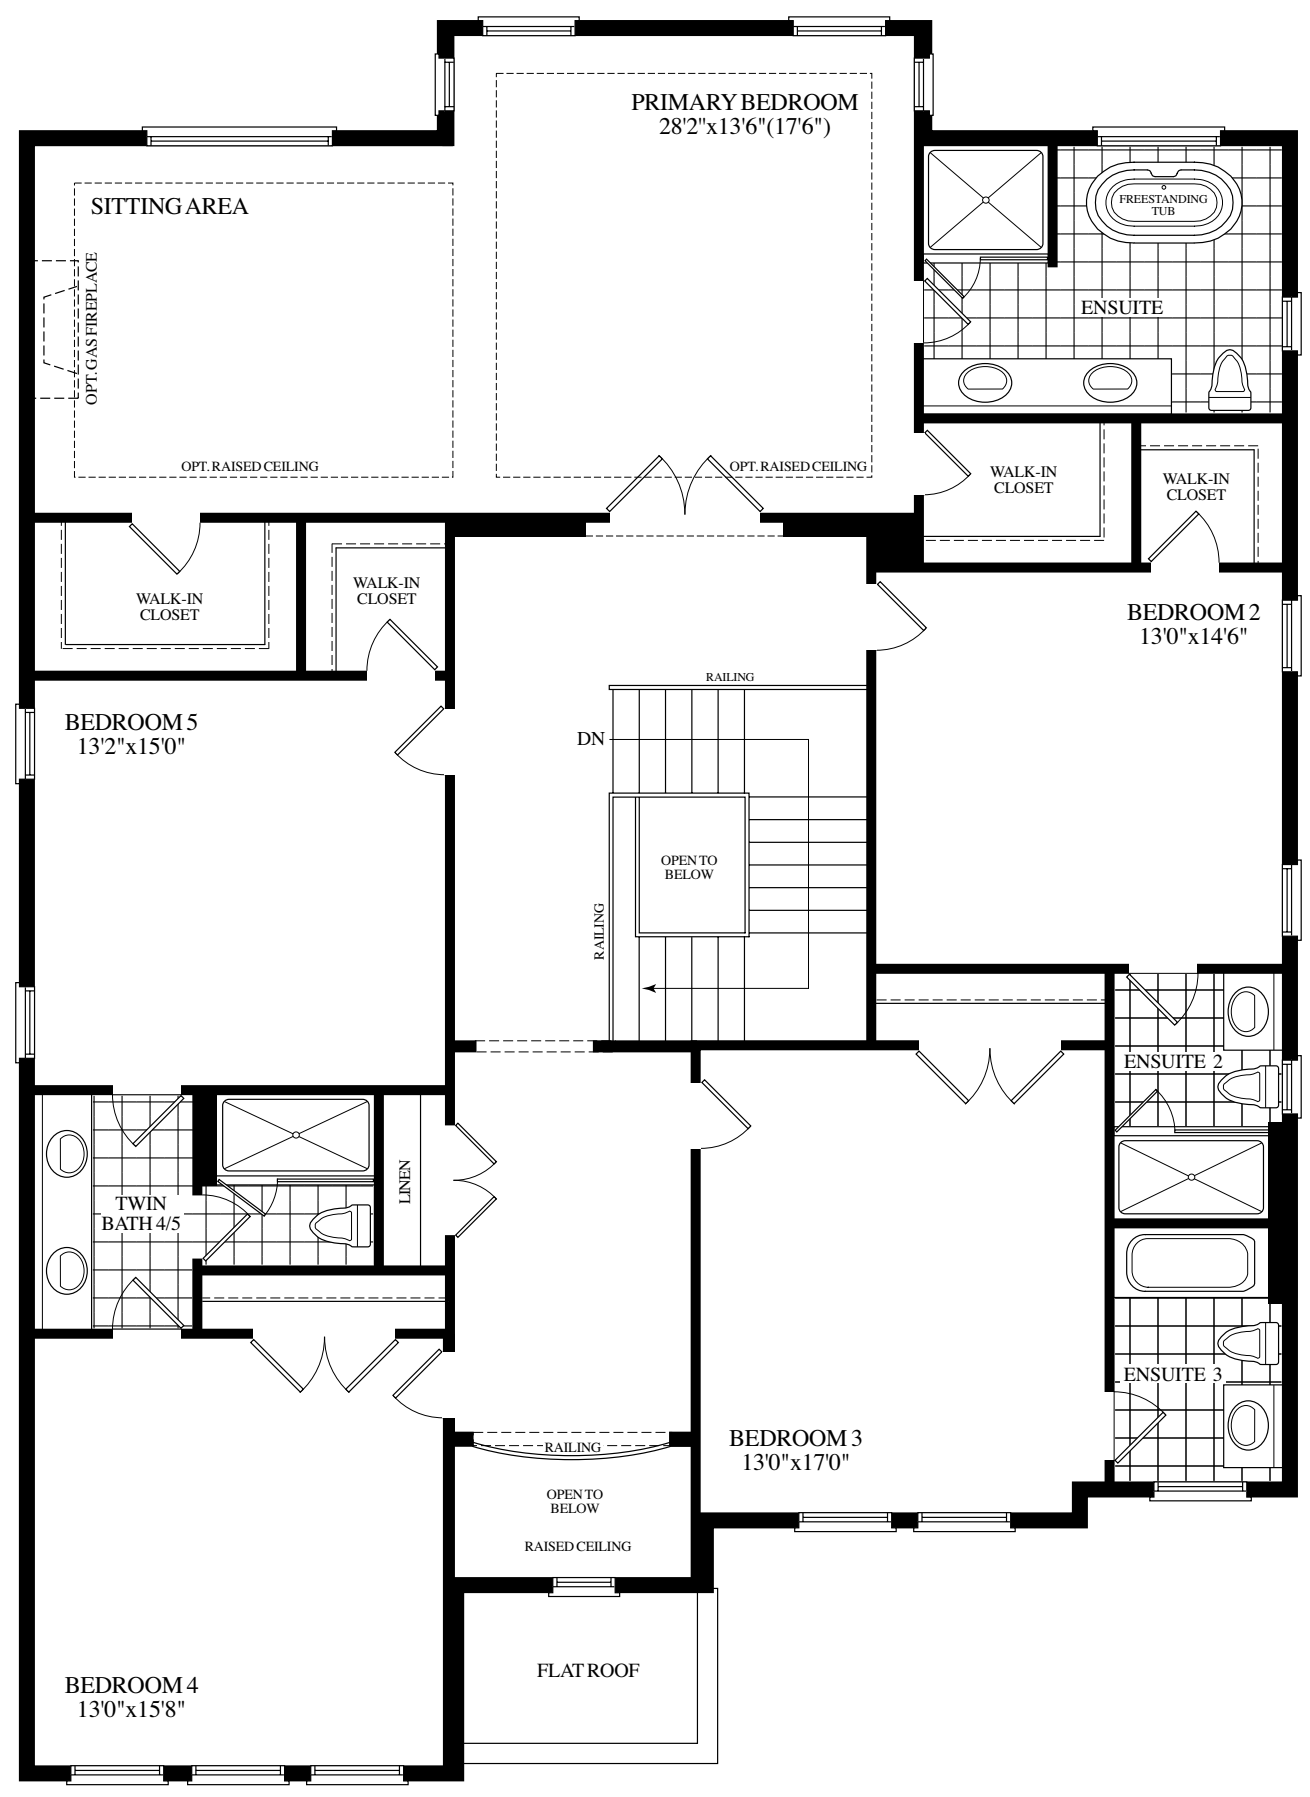 PRIMARY BEDROOM
28'2"x13'6"(17'6")
SITTING AREA
OPT. GAS FIREPLACE
FREESTANDING
TUB
ENSUITE
OPT. RAISED CEILING
OPT. RAISED CEILING
WALK-IN
CLOSET
WALK-IN
CLOSET
WALK-IN
CLOSET
WALK-IN
CLOSET
BEDROOM 2
13'0"x14'6"
RAILING
BEDROOM 5
13'2"x15'0"
DN
OPEN TO
BELOW
RAILING
ENSUITE 2
LINEN
TWIN
BATH 4/5
ENSUITE 3
BEDROOM 3
13'0"x17'0"
RAILING
OPEN TO
BELOW
RAISED CEILING
FLAT ROOF
BEDROOM 4
13'0"x15'8"